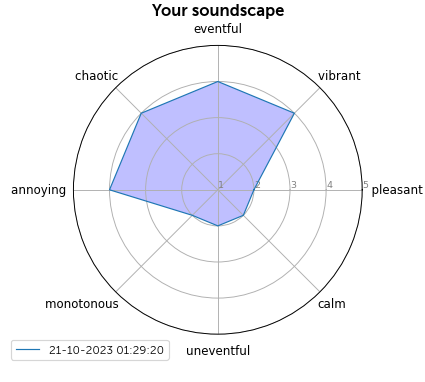 Your soundscape
eventful
chaotic
vibrant
annoying
1
2
3
4
5
pleasant
monotonous
calm
uneventful
21-10-2023 01:29:20